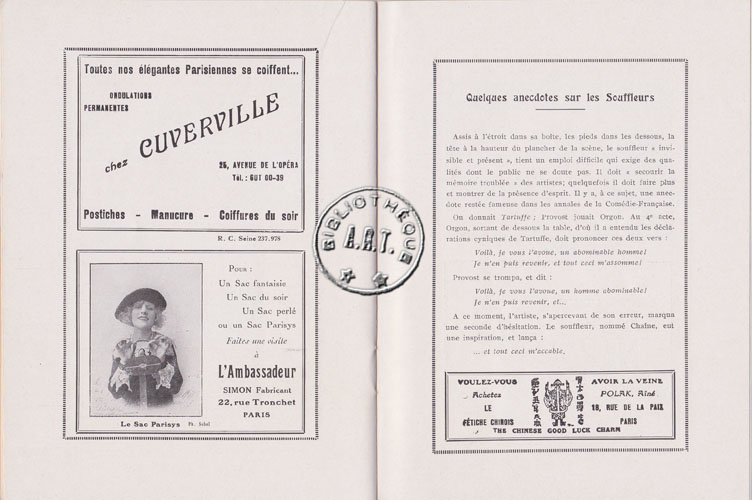 Toutes nos élégantes Parisiennes se coiffent...
ONDULATIONS
PERMANENTES
chez CUVERVILLE
25, AVENUE DE L'OPÉRA
Tél. : GUT 00-39
Postiches - Manucure - Coiffures du soir
R. C. Seine 237.978
POUR :
Un Sac fantaisie
Un Sac du soir
Un Sac perlé
ou un Sac Parisys
Faites une visite
à
L'Ambassadeur
SIMON Fabricant
22, rue Tronchet
PARIS
Le Sac Parisys Ph. Sobol
BIBLIOTHÈQUE
A.R.T.
Quelques anecdotes sur les Souffleurs
Assis à l'étroit dans sa boîte, les pieds dans les dessous, la
tête à la hauteur du plancher de la scène, le souffleur « invi-
sible et présent », tient un emploi difficile qui exige des qua-
lités dont le public ne se doute pas. Il doit « secourir la
mémoire troublée » des artistes; quelquefois il doit faire plus
et montrer de la présence d'esprit. Il y, a à ce sujet, une anec-
dote restée fameuse dans les annales de la Comédie-Française.
On donnait Tartuffe ; Provost jouait Orgon. Au 4e acte,
Orgon, sortant de dessous la table, d'où il a entendu les décla-
rations cyniques de Tartuffe, doit prononcer ces deux vers :
Voilà, je vous l'avoue, un abominable homme!
Je n'en puis revenir, et tout ceci m'assomme!
Provost se trompa, et dit :
Voilà, je vous l'avoue, un homme abominable!
Je n'en puis revenir, et...
A ce moment, l'artiste, s'apercevant de son erreur, marqua
une seconde d'hésitation. Le souffleur, nommé Chaîne, eut
une inspiration, et lança :
... et tout ceci m'accable.
VOULEZ-VOUS
Achetez
LE
FÉTICHE CHINOIS
AVOIR LA VEINE
POLAK, Aîné
18, RUE DE LA PAIX
PARIS
THE CHINESE GOOD LUCK CHARM